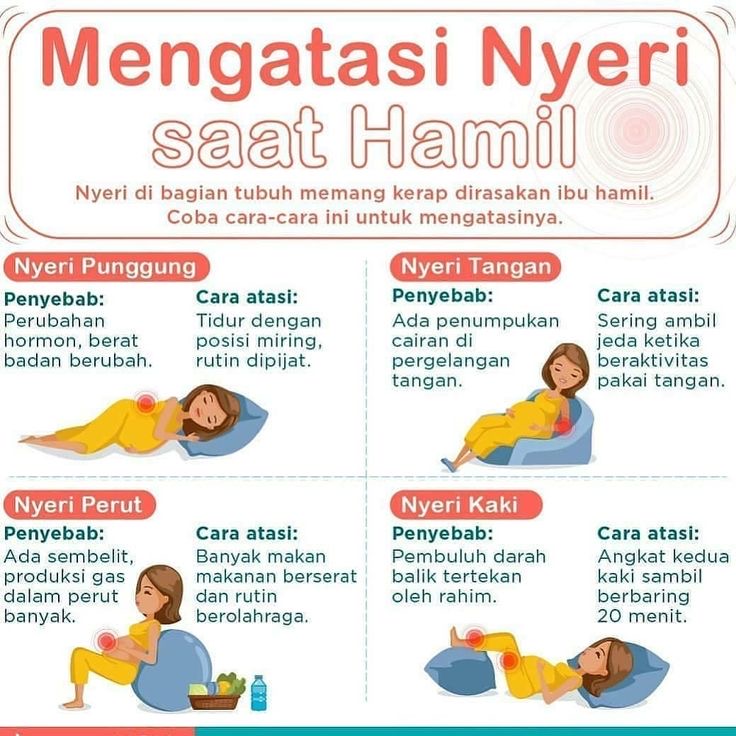 Mengatasi Nyeri
saat Hamil
Nyeri di bagian tubuh memang kerap dirasakan ibu hamil.
Coba cara-cara ini untuk mengatasinya.
Nyeri Punggung
Penyebab:
Perubahan
hormon, berat
badan berubah.
Cara atasi:
Tidur dengan
posisi miring,
rutin dipijat.
Nyeri Tangan
Penyebab:
Ada penumpukan
cairan di
pergelangan
tangan.
Cara atasi:
Sering ambil
jeda ketika
beraktivitas
pakai tangan.
Nyeri Perut
Penyebab:
Ada sembelit,
produksi gas
dalam perut
banyak.
Cara atasi:
Banyak makan
makanan berserat
dan rutin
berolahraga.
Nyeri Kaki
Penyebab:
Pembuluh darah
balik tertekan
oleh rahim.
Cara atasi:
Angkat kedua
kaki sambil
berbaring
20 menit.